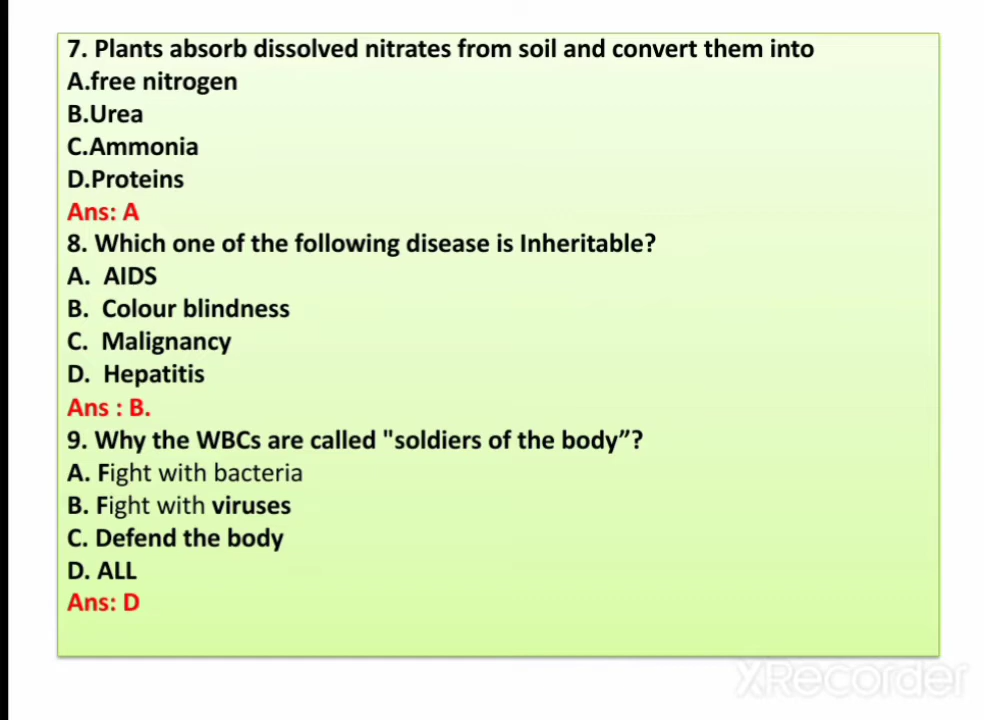 7. Plants absorb dissolved nitrates from soil and convert them into
A.free nitrogen
B.Urea
C.Ammonia
D.Proteins
Ans: A
8. Which one of the following disease is Inheritable?
A. AIDS
B. Colour blindness
C. Malignancy
D. Hepatitis
Ans : B.
9. Why the WBCs are called "soldiers of the body”?
A. Fight with bacteria
B. Fight with viruses
C. Defend the body
D. ALL
Ans: D
XRecorder